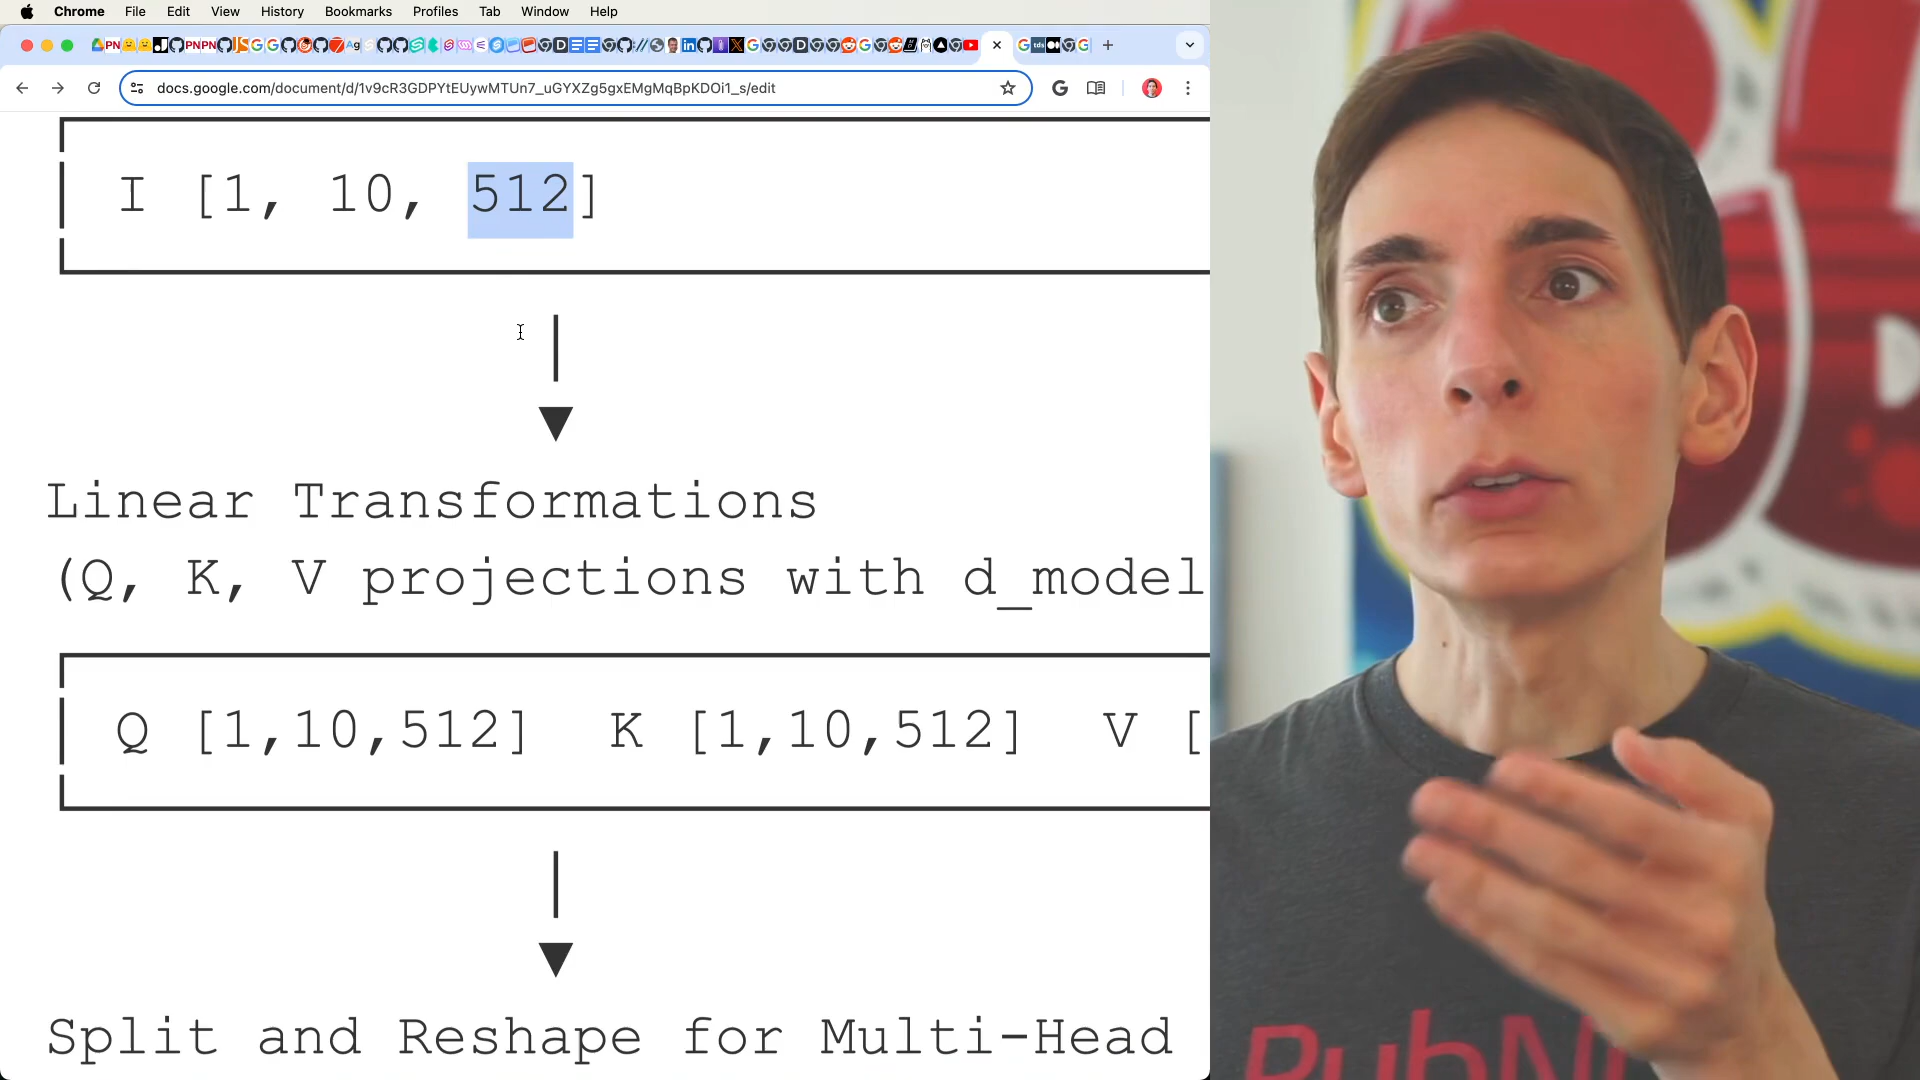 Chrome File Edit View History Bookmarks Profiles Tab Window Help
docs.google.com/document/d/1v9cR3GDPYtEUywMTUn7_uGYXZg5gxEMgMqBpKDOi1_s/edit
I [1, 10, 512]
Linear Transformations
(Q, K, V projections with d_model
Q [1,10,512] K [1,10,512] V [
Split and Reshape for Multi-Head